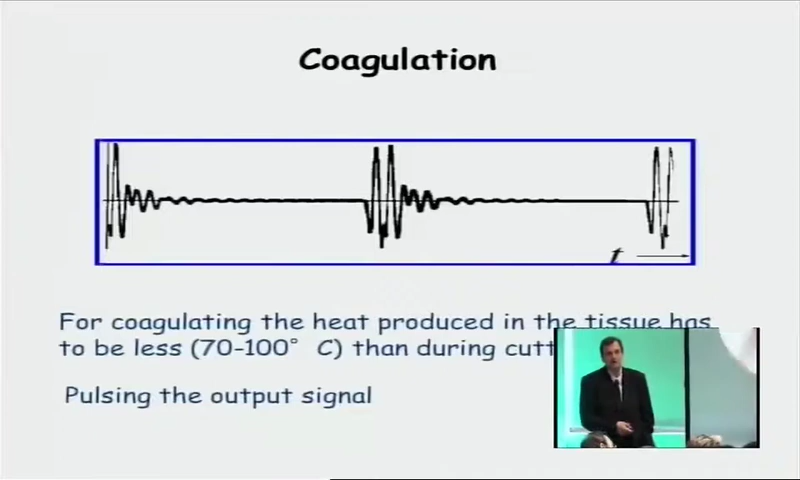 Coagulation
t
For coagulating the heat produced in the tissue has
to be less (70-100° C) than during
Pulsing the output signal